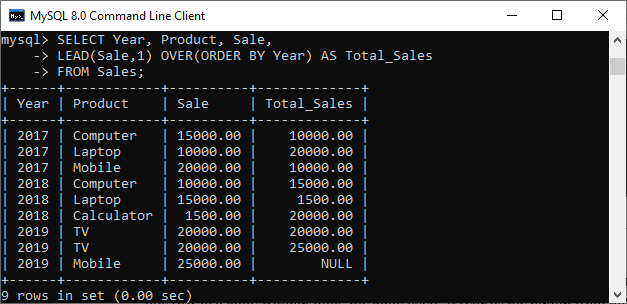 MySQL 8.0 Command Line Client
mysql> SELECT Year, Product, Sale,
    -> LEAD(Sale,1) OVER(ORDER BY Year) AS Total_Sales
    -> FROM Sales;
+------+------------+----------+-------------+
| Year | Product    | Sale     | Total_Sales |
+------+------------+----------+-------------+
| 2017 | Computer   | 15000.00 |    10000.00 |
| 2017 | Laptop     | 10000.00 |    20000.00 |
| 2017 | Mobile     | 20000.00 |    10000.00 |
| 2018 | Computer   | 10000.00 |    15000.00 |
| 2018 | Laptop     | 15000.00 |     1500.00 |
| 2018 | Calculator |  1500.00 |    20000.00 |
| 2019 | TV         | 20000.00 |    20000.00 |
| 2019 | TV         | 20000.00 |    25000.00 |
| 2019 | Mobile     | 25000.00 |        NULL |
+------+------------+----------+-------------+
9 rows in set (0.00 sec)